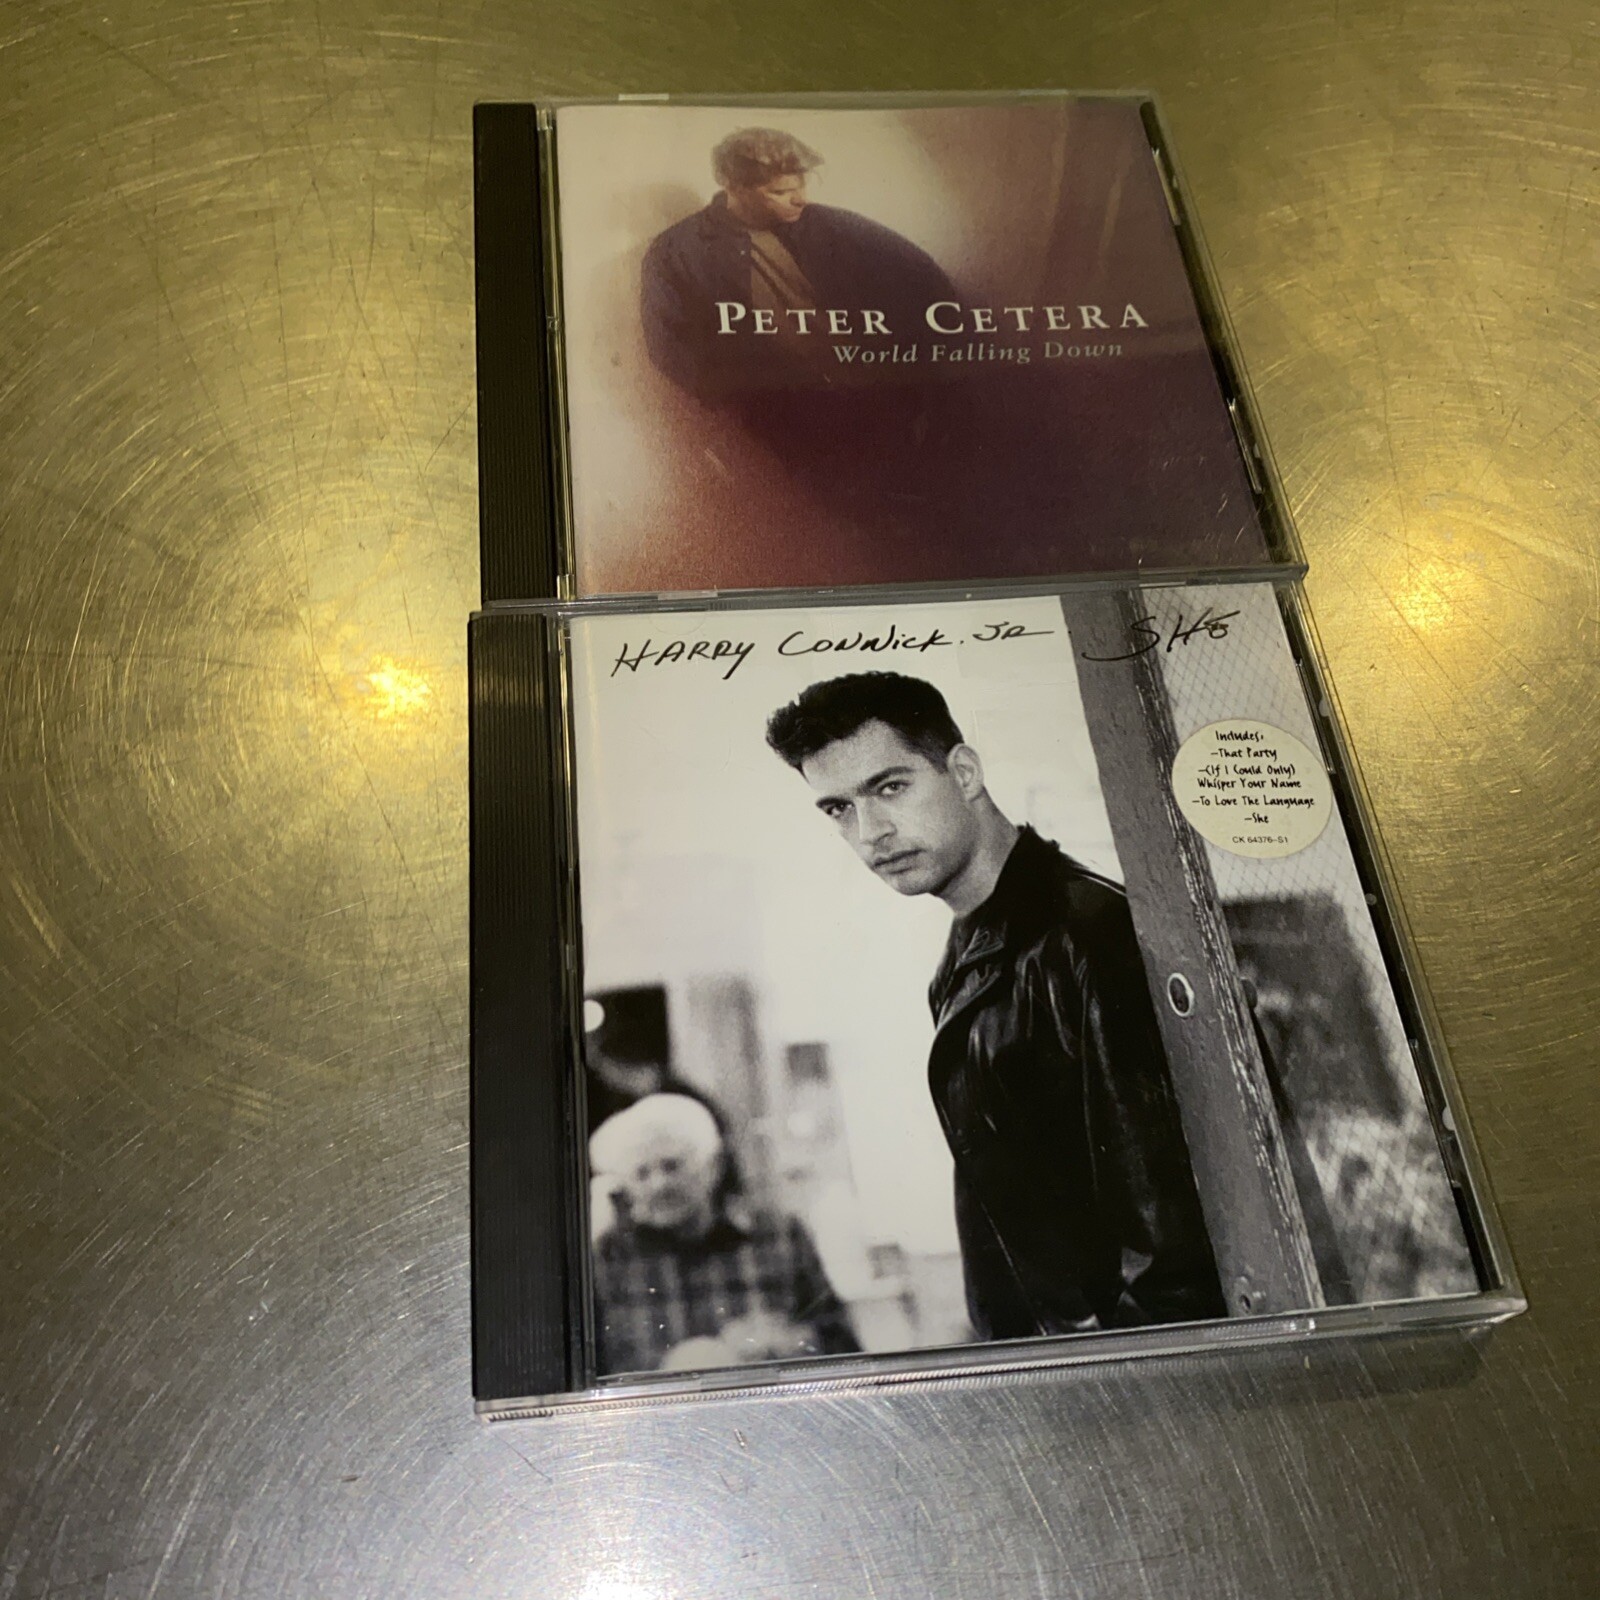 PETER CETERA
World Falling Down
HARRY CONNICK, JR. SHE
Includes:
-That Party
-(If I Could Only)
Whisper Your Name
-To Love The Language
-She
CK 64376-S1